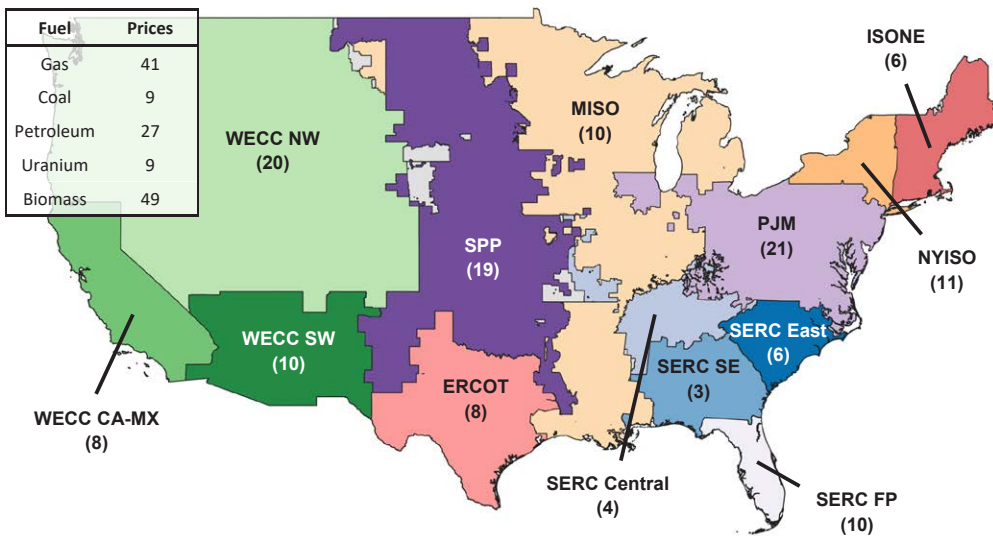 Fuel Prices
Gas 41
Coal 9
Petroleum 27
Uranium 9
Biomass 49
ISONE
(6)
MISO
(10)
WECC NW
(20)
PJM
(21)
SPP
(19)
NYISO
(11)
SERC East
(6)
WECC SW
(10)
SERC SE
(3)
ERCOT
(8)
WECC CA-MX
(8)
SERC Central
(4)
SERC FP
(10)